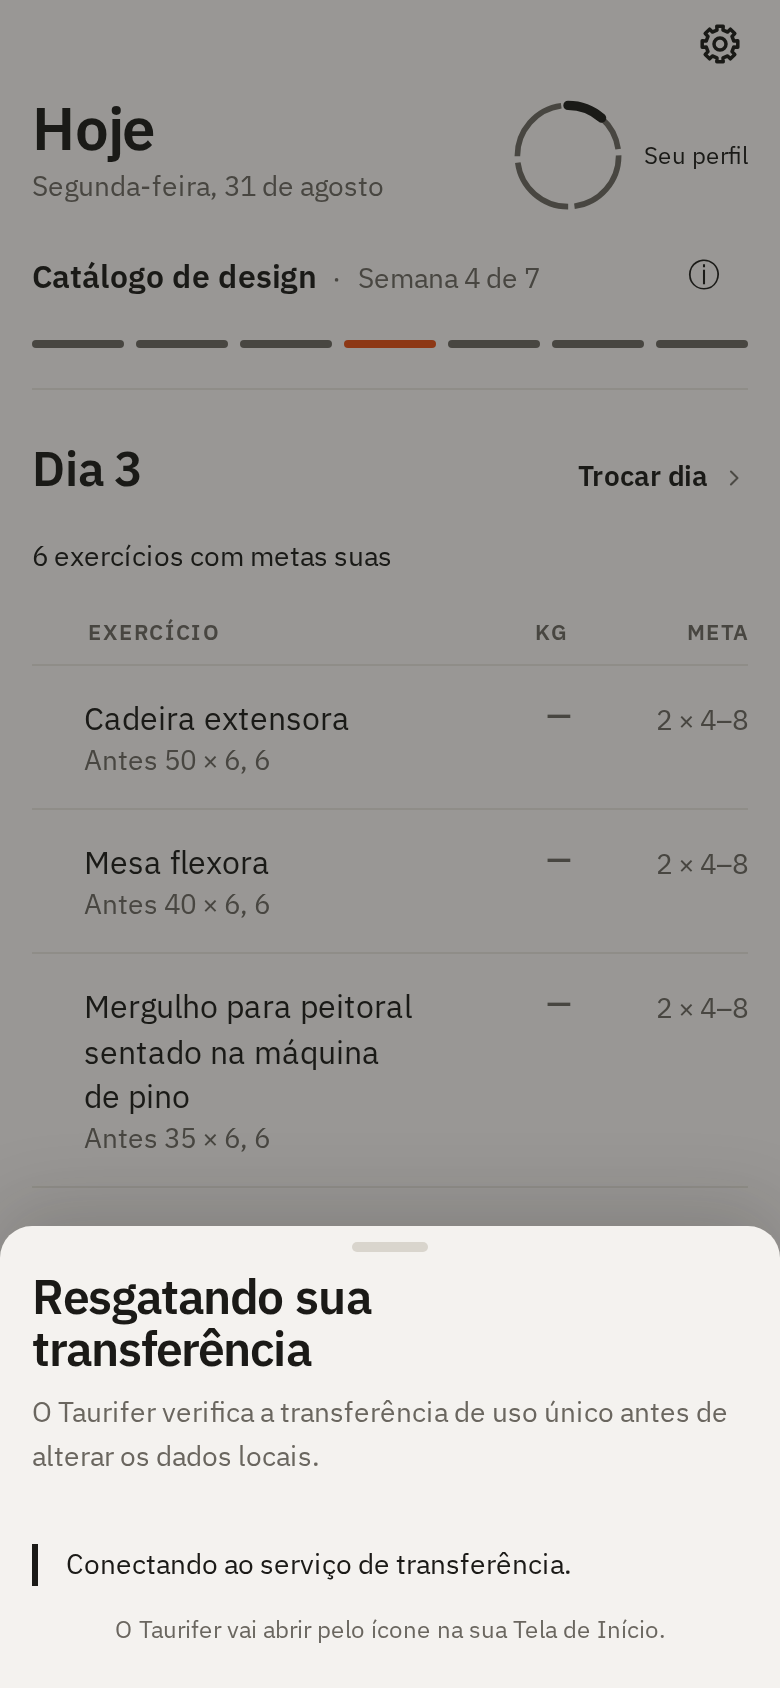 Hoje
Segunda-feira, 31 de agosto
Seu perfil
Catálogo de design · Semana 4 de 7
Dia 3
Trocar dia
6 exercícios com metas suas
EXERCÍCIO KG META
Cadeira extensora — 2 × 4–8
Antes 50 × 6, 6
Mesa flexora — 2 × 4–8
Antes 40 × 6, 6
Mergulho para peitoral — 2 × 4–8
sentado na máquina
de pino
Antes 35 × 6, 6
Resgatando sua
transferência
O Taurifer verifica a transferência de uso único antes de
alterar os dados locais.
Conectando ao serviço de transferência.
O Taurifer vai abrir pelo ícone na sua Tela de Início.